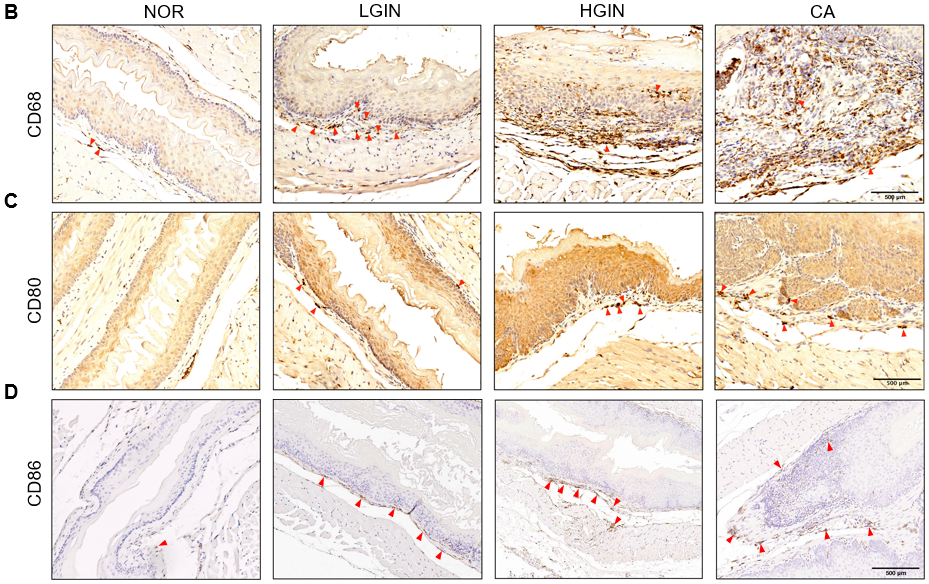 B
NOR LGIN HGIN CA
CD68
500 μm
C
CD80
500 μm
D
CD86
500 μm